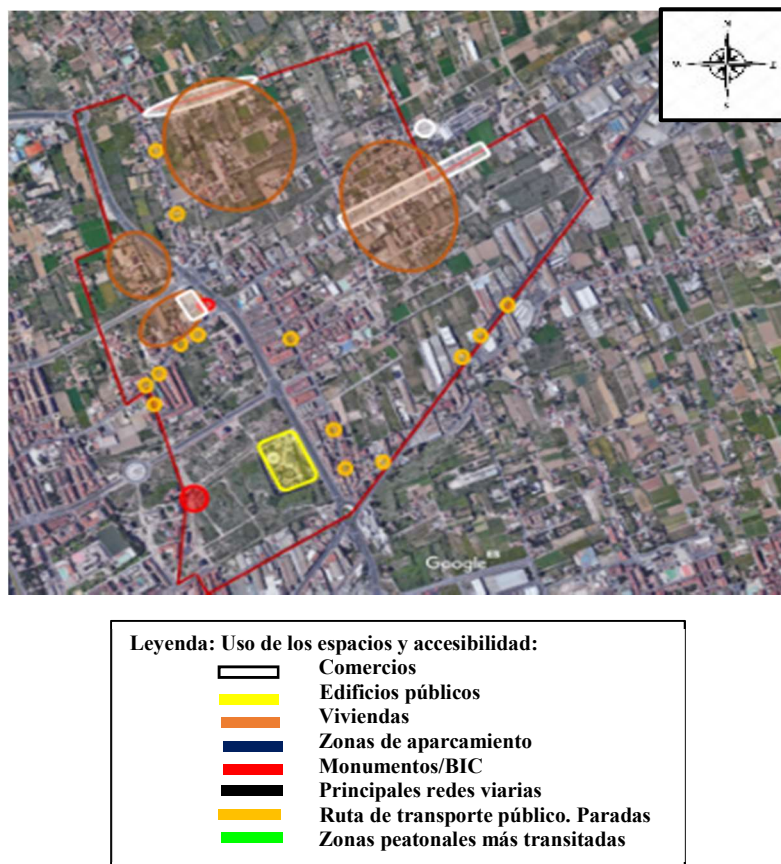 N
W
E
S
Google
Leyenda: Uso de los espacios y accesibilidad:
Comercios
Edificios públicos
Viviendas
Zonas de aparcamiento
Monumentos/BIC
Principales redes viarias
Ruta de transporte público. Paradas
Zonas peatonales más transitadas